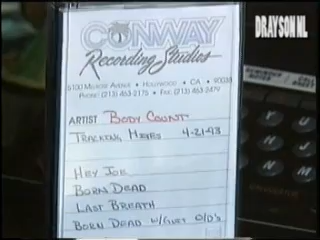 DRAYSON NL
CONWAY
Recording Studios
5100 MELROSE AVENUE • HOLLYWOOD • CA • 90038
PHONE: (213) 463-2175 • FAX: (213) 463-2479
ARTIST BODY COUNT
TRACKING MIXES 4-21-93
HEY JOE
BORN DEAD
LAST BREATH
BORN DEAD W/GUIT O/D'S